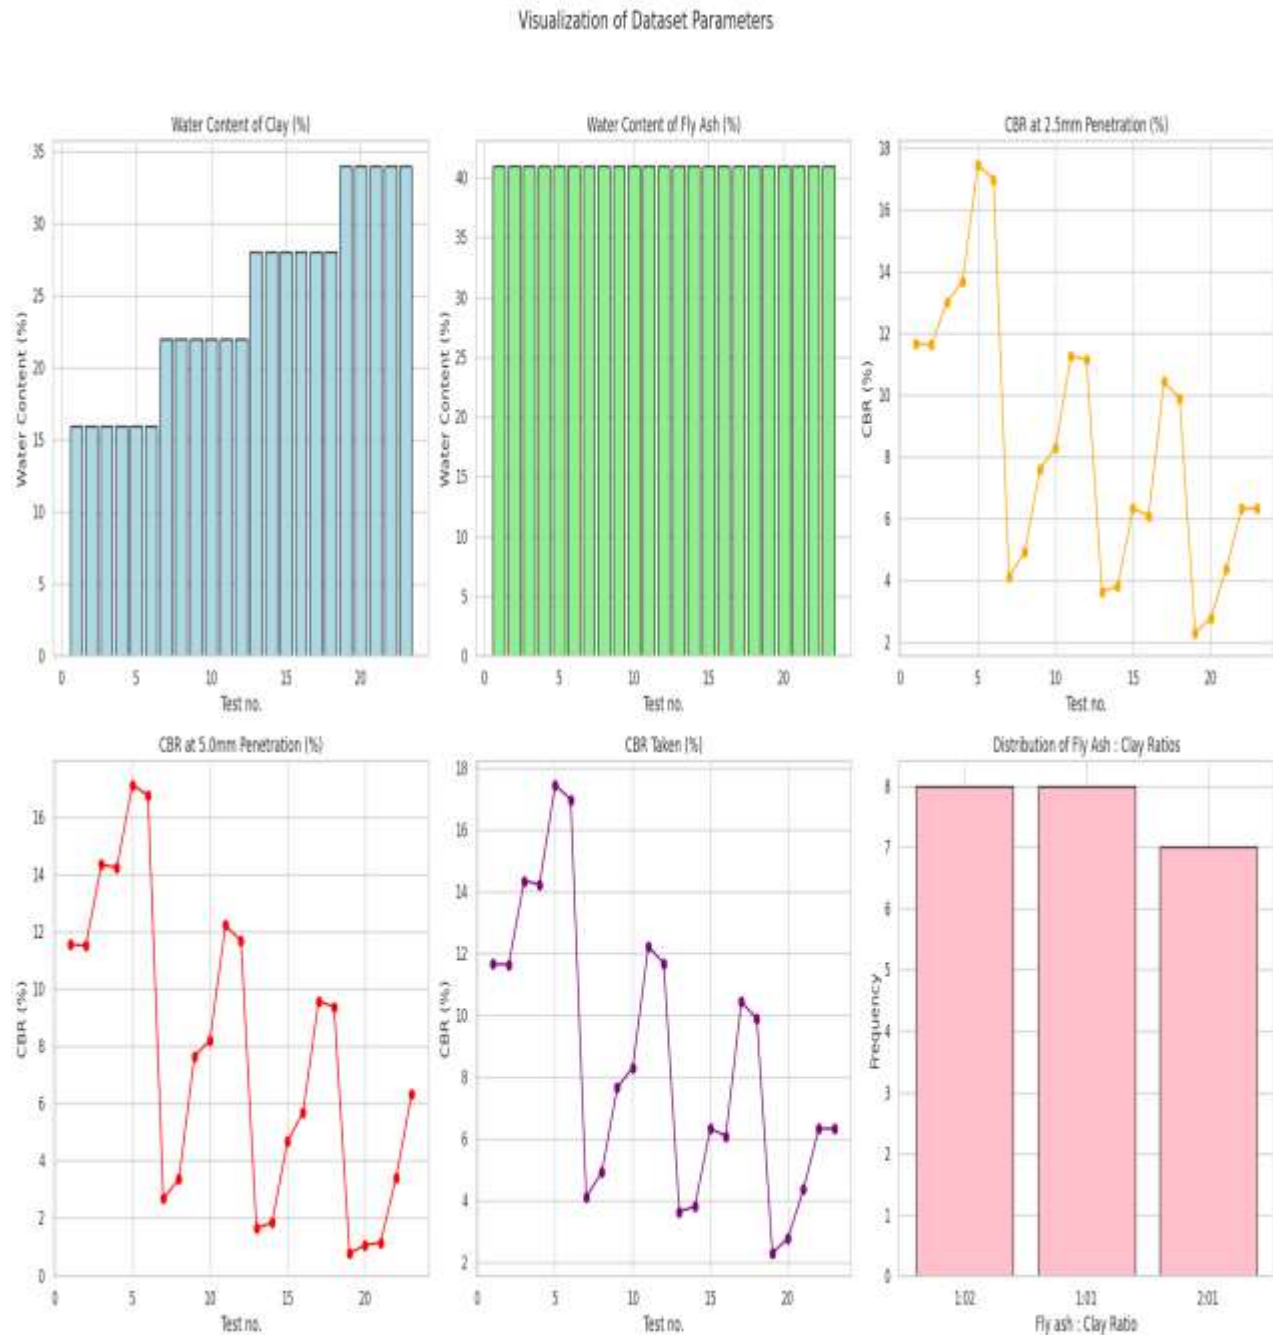 Visualization of Dataset Parameters
Water Content of Clay (%)
Water Content (%)
35
30
25
20
15
10
5
0
0 5 10 15 20
Test no.
Water Content of Fly Ash (%)
Water Content (%)
40
35
30
25
20
15
10
5
0
0 5 10 15 20
Test no.
CBR at 2.5mm Penetration (%)
CBR (%)
18
16
14
12
10
8
6
4
2
0 5 10 15 20
Test no.
CBR at 5.0mm Penetration (%)
CBR (%)
16
14
12
10
8
6
4
2
0
0 5 10 15 20
Test no.
CBR Taken (%)
CBR (%)
18
16
14
12
10
8
6
4
2
0 5 10 15 20
Test no.
Distribution of Fly Ash : Clay Ratios
Frequency
8
7
6
5
4
3
2
1
0
1:02 1:01 2:01
Fly ash : Clay Ratio